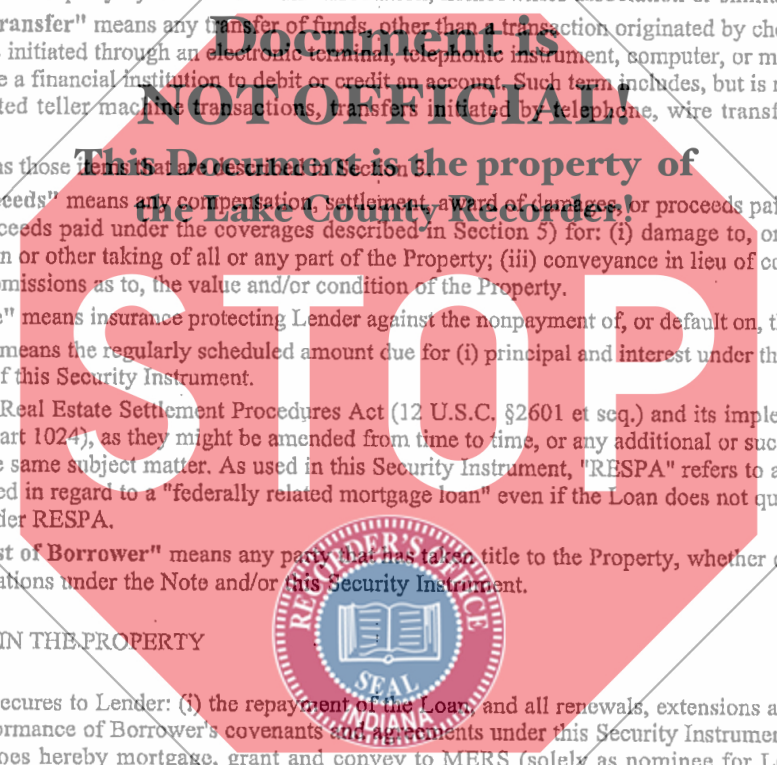 Document is
ransfer" means any transfer of funds, other than a transaction originated by che
initiated through an electronic terminal, telephonic instrument, computer, or m
e a financial institution to debit or credit an account. Such term includes, but is n
NOT OFFICIAL!
ted teller machine transactions, transfers initiated by telephone, wire transf
This Document is the property of
ns those items that are described in Section 3.
the Lake County Recorder!
ceeds" means any compensation, settlement, award of damages, or proceeds pai
ceeds paid under the coverages described in Section 5) for: (i) damage to, or
n or other taking of all or any part of the Property; (iii) conveyance in lieu of co
missions as to, the value and/or condition of the Property.
STOP
e" means insurance protecting Lender against the nonpayment of, or default on, t
means the regularly scheduled amount due for (i) principal and interest under th
f this Security Instrument.
Real Estate Settlement Procedures Act (12 U.S.C. §2601 et seq.) and its imple
art 1024), as they might be amended from time to time, or any additional or suc
e same subject matter. As used in this Security Instrument, "RESPA" refers to a
ed in regard to a "federally related mortgage loan" even if the Loan does not qu
der RESPA.
st of Borrower" means any party that has taken title to the Property, whether o
ations under the Note and/or this Security Instrument.
RECORDER'S OFFICE
SEAL
INDIANA
IN THE PROPERTY
ecures to Lender: (i) the repayment of the Loan, and all renewals, extensions a
ormance of Borrower's covenants and agreements under this Security Instrumen
oes hereby mortgage, grant and convey to MERS (solely as nominee for L